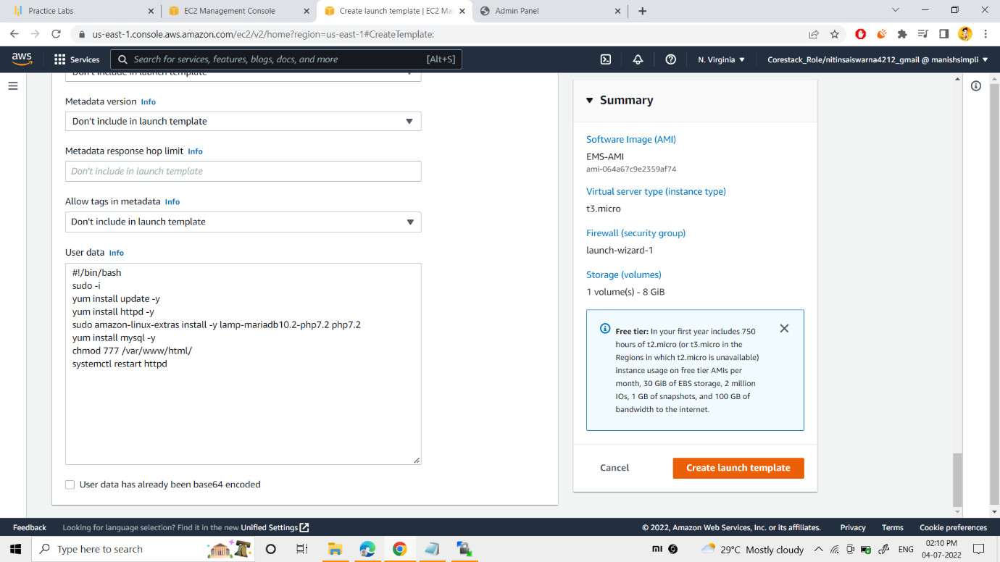 Practice Labs
EC2 Management Console
Create launch template | EC2 Ma
Admin Panel
us-east-1.console.aws.amazon.com/ec2/v2/home?region=us-east-1#CreateTemplate:
aws
Services
Search for services, features, blogs, docs, and more
[Alt+S]
N. Virginia
Corestack_Role/nitinsaiswarna4212_gmail @ manishsimpli
Don't include in launch template
Metadata version Info
Don't include in launch template
Metadata response hop limit Info
Don't include in launch template
Allow tags in metadata Info
Don't include in launch template
User data Info
#!/bin/bash
sudo -i
yum install update -y
yum install httpd -y
sudo amazon-linux-extras install -y lamp-mariadb10.2-php7.2 php7.2
yum install mysql -y
chmod 777 /var/www/html/
systemctl restart httpd
User data has already been base64 encoded
Summary
Software Image (AMI)
EMS-AMI
ami-064a67c9e2359af74
Virtual server type (instance type)
t3.micro
Firewall (security group)
launch-wizard-1
Storage (volumes)
1 volume(s) - 8 GiB
Free tier: In your first year includes 750
hours of t2.micro (or t3.micro in the
Regions in which t2.micro is unavailable)
instance usage on free tier AMIs per
month, 30 GiB of EBS storage, 2 million
IOs, 1 GB of snapshots, and 100 GB of
bandwidth to the internet.
Cancel
Create launch template
Feedback
Looking for language selection? Find it in the new Unified Settings
© 2022, Amazon Web Services, Inc. or its affiliates.
Privacy
Terms
Cookie preferences
Type here to search
29°C Mostly cloudy
ENG
02:10 PM
04-07-2022